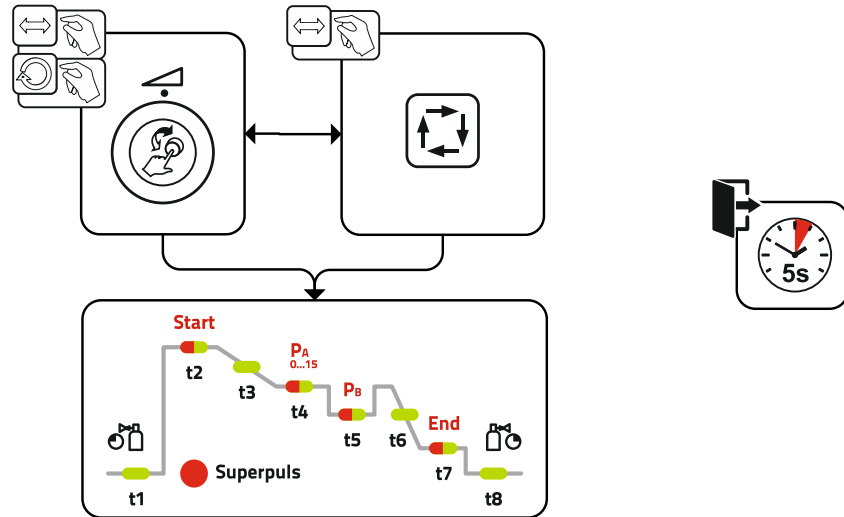 5s
Start
t2
t3
PA
0...15
t4
PB
t5
t6
End
t7
t1
Superpuls
t8